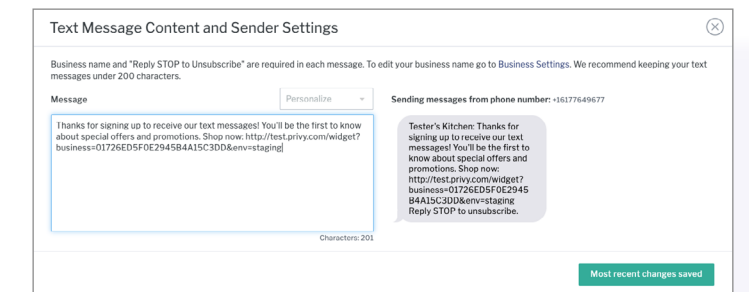 Text Message Content and Sender Settings
Business name and "Reply STOP to Unsubscribe" are required in each message. To edit your business name go to Business Settings. We recommend keeping your text
messages under 200 characters.
Message
Personalize
Sending messages from phone number: +16177649677
Thanks for signing up to receive our text messages! You'll be the first to know
about special offers and promotions. Shop now: http://test.privy.com/widget?
business=01726ED5F0E2945B4A15C3DD&env=staging
Characters: 201
Tester's Kitchen: Thanks for
signing up to receive our text
messages! You'll be the first to
know about special offers and
promotions. Shop now:
http://test.privy.com/widget?
business=01726ED5F0E2945
B4A15C3DD&env=staging
Reply STOP to unsubscribe.
Most recent changes saved